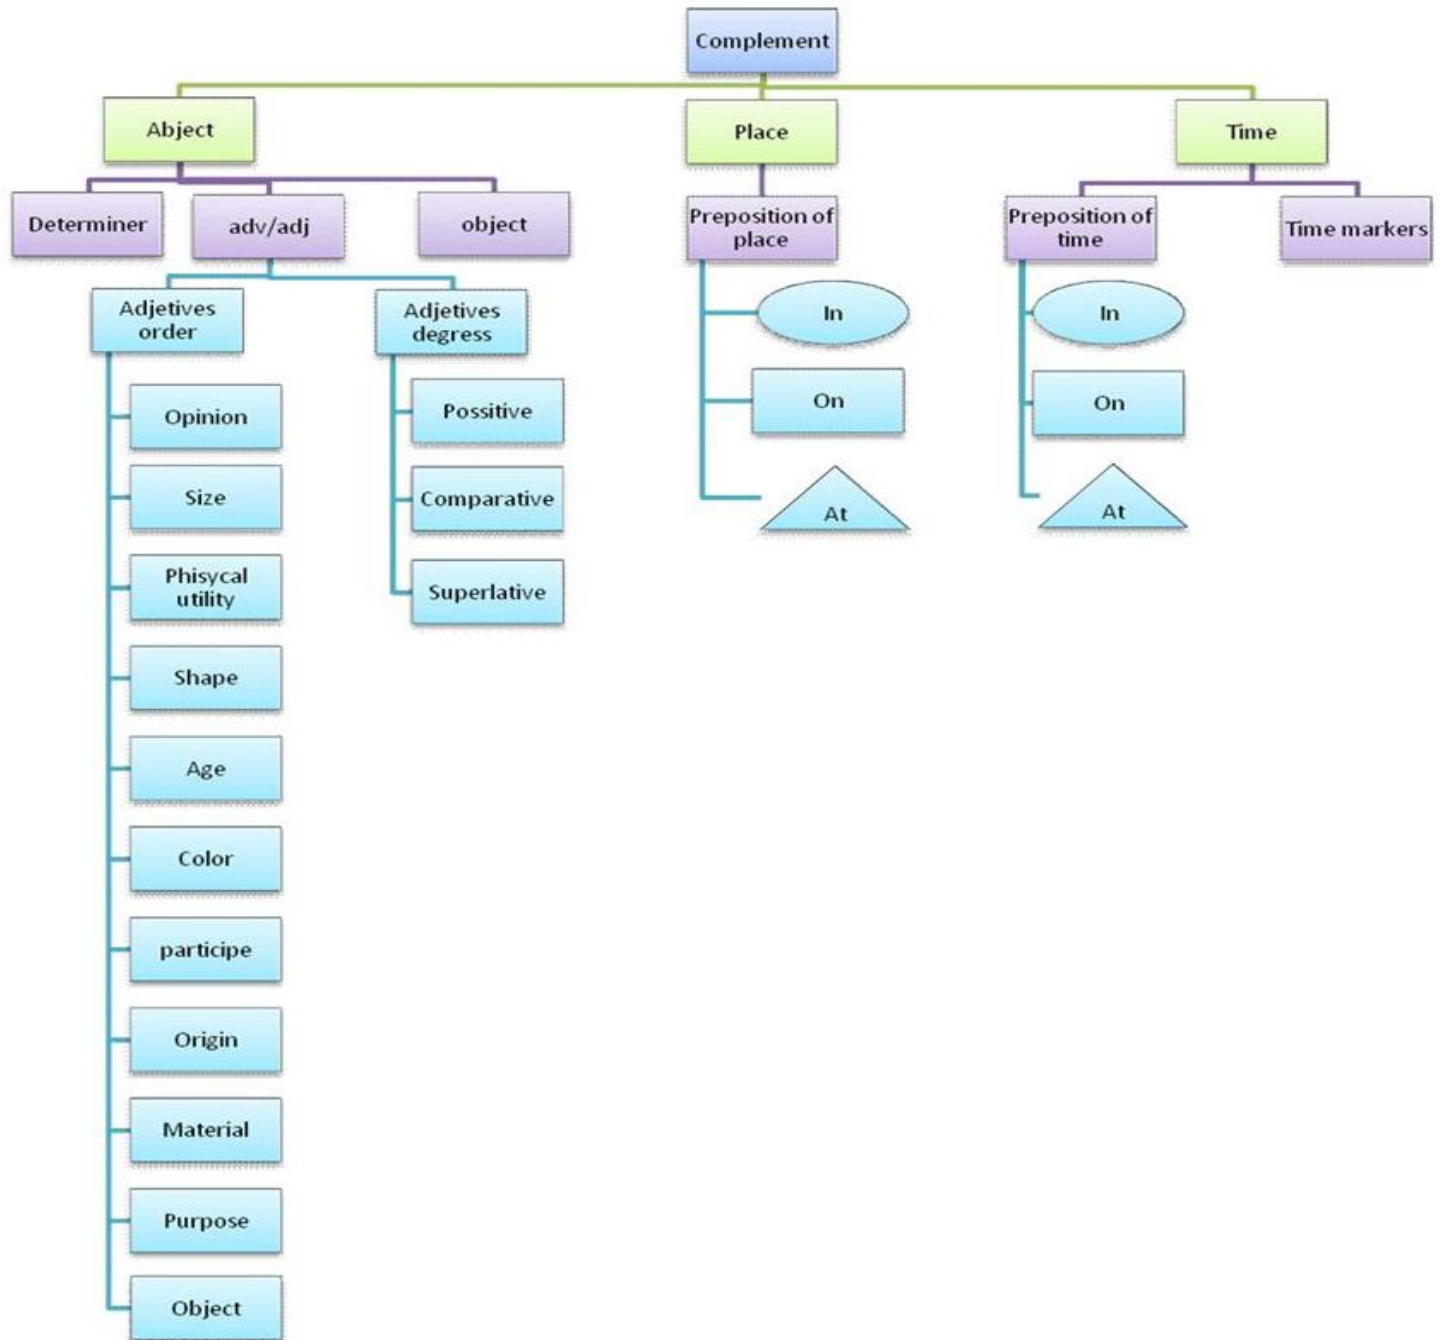 Complement
Abject
Place
Time
Determiner
adv/adj
object
Preposition of
place
Preposition of
time
Time markers
Adjetives
order
Adjetives
degress
In
On
At
In
On
At
Opinion
Size
Phisycal
utility
Shape
Age
Color
participe
Origin
Material
Purpose
Object
Possitive
Comparative
Superlative